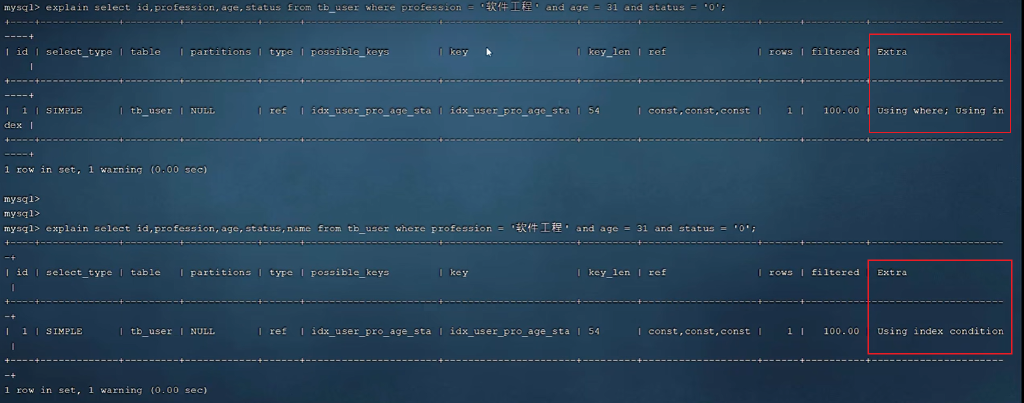 mysql> explain select id,profession,age,status from tb_user where profession = '软件工程' and age = 31 and status = '0';
+----+-------------+---------+------------+------+----------------------+----------------------+---------+-------------------+------+----------+----------------------
----+
| id | select_type | table | partitions | type | possible_keys | key | key_len | ref | rows | filtered | Extra
|
+----+-------------+---------+------------+------+----------------------+----------------------+---------+-------------------+------+----------+----------------------
----+
| 1 | SIMPLE | tb_user | NULL | ref | idx_user_pro_age_sta | idx_user_pro_age_sta | 54 | const,const,const | 1 | 100.00 | Using where; Using in
dex |
+----+-------------+---------+------------+------+----------------------+----------------------+---------+-------------------+------+----------+----------------------
----+
1 row in set, 1 warning (0.00 sec)
mysql>
mysql>
mysql> explain select id,profession,age,status,name from tb_user where profession = '软件工程' and age = 31 and status = '0';
+----+-------------+---------+------------+------+----------------------+----------------------+---------+-------------------+------+----------+----------------------
-+
| id | select_type | table | partitions | type | possible_keys | key | key_len | ref | rows | filtered | Extra
|
+----+-------------+---------+------------+------+----------------------+----------------------+---------+-------------------+------+----------+----------------------
-+
| 1 | SIMPLE | tb_user | NULL | ref | idx_user_pro_age_sta | idx_user_pro_age_sta | 54 | const,const,const | 1 | 100.00 | Using index condition
|
+----+-------------+---------+------------+------+----------------------+----------------------+---------+-------------------+------+----------+----------------------
-+
1 row in set, 1 warning (0.00 sec)